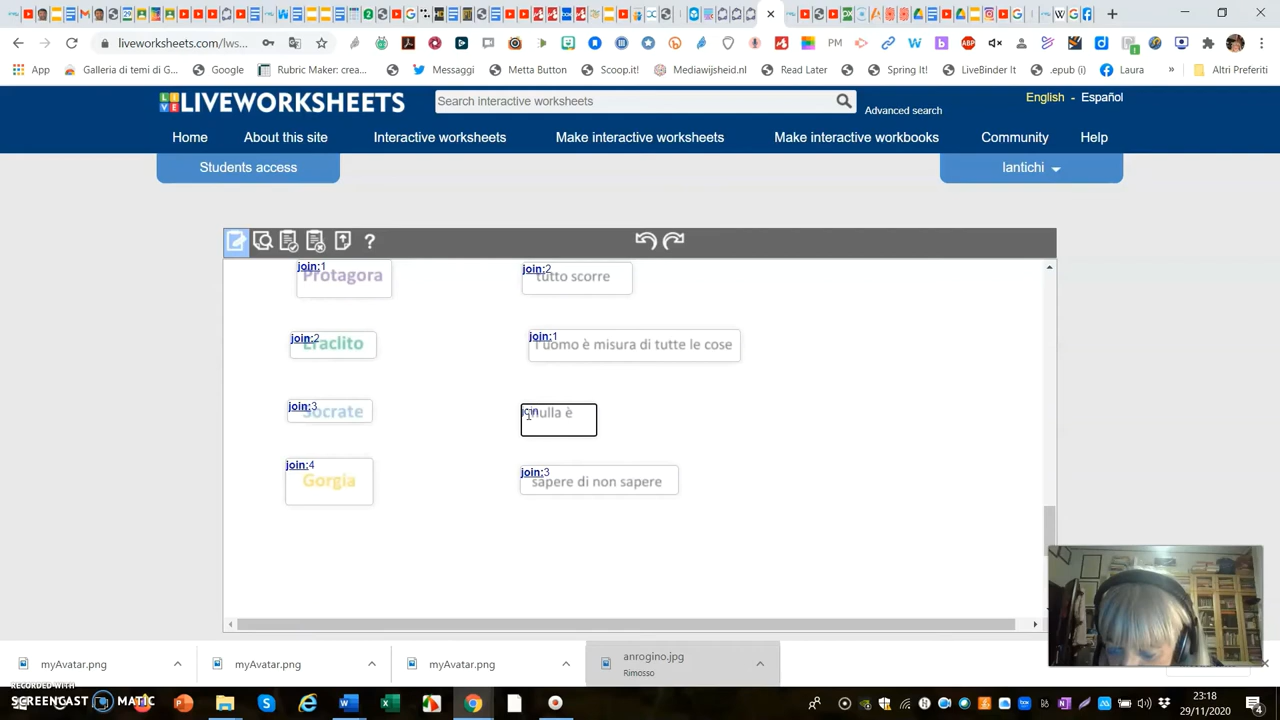 liveworksheets.com/lws...
PM
App
Galleria di temi di G...
Google
Rubric Maker: crea...
Messaggi
Metta Button
Scoop.it!
Mediawijsheid.nl
Read Later
Spring It!
LiveBinder It
.epub (i)
Laura
»
Altri Preferiti
LIVEWORKSHEETS
Search interactive worksheets
Advanced search
English - Español
Home
About this site
Interactive worksheets
Make interactive worksheets
Make interactive workbooks
Community
Help
Students access
lantichi
?
join:1
Protagora
join:2
tutto scorre
join:2
Eraclito
join:1
l'uomo è misura di tutte le cose
join:3
Socrate
join
nulla è
join:4
Gorgia
join:3
sapere di non sapere
myAvatar.png
myAvatar.png
myAvatar.png
anrogino.jpg
Rimosso
RECORDED WITH
SCREENCAST MATIC
23:18
29/11/2020
4